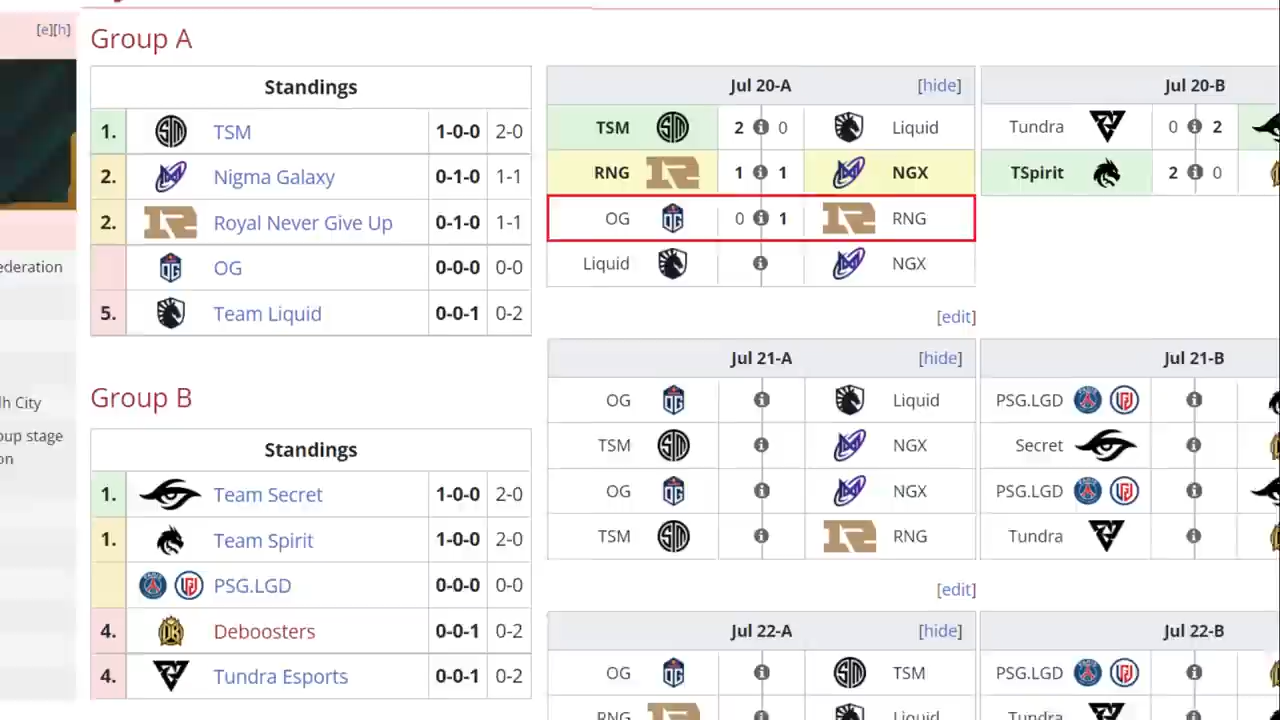 [e][h]
Group A
Standings
1. TSM 1-0-0 2-0
2. Nigma Galaxy 0-1-0 1-1
2. Royal Never Give Up 0-1-0 1-1
OG 0-0-0 0-0
5. Team Liquid 0-0-1 0-2
Jul 20-A [hide]
TSM 2 0 Liquid
RNG 1 1 NGX
OG 0 1 RNG
Liquid NGX
[edit]
Jul 20-B
Tundra 0 2
TSpirit 2 0
ederation
lh City
oup stage
on
Group B
Standings
1. Team Secret 1-0-0 2-0
1. Team Spirit 1-0-0 2-0
PSG.LGD 0-0-0 0-0
4. Deboosters 0-0-1 0-2
4. Tundra Esports 0-0-1 0-2
Jul 21-A [hide]
OG Liquid
TSM NGX
OG NGX
TSM RNG
[edit]
Jul 21-B
PSG.LGD
Secret
PSG.LGD
Tundra
Jul 22-A [hide]
OG TSM
RNG Liquid
Jul 22-B
PSG.LGD
Tundra